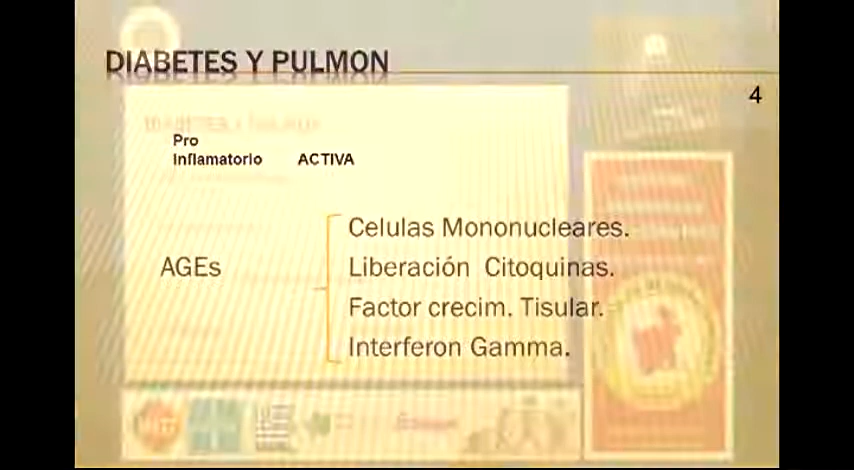 DIABETES Y PULMON
4
Pro
Inflamatorio ACTIVA
Celulas Mononucleares.
AGEs
Liberación Citoquinas.
Factor crecim. Tisular.
Interferon Gamma.